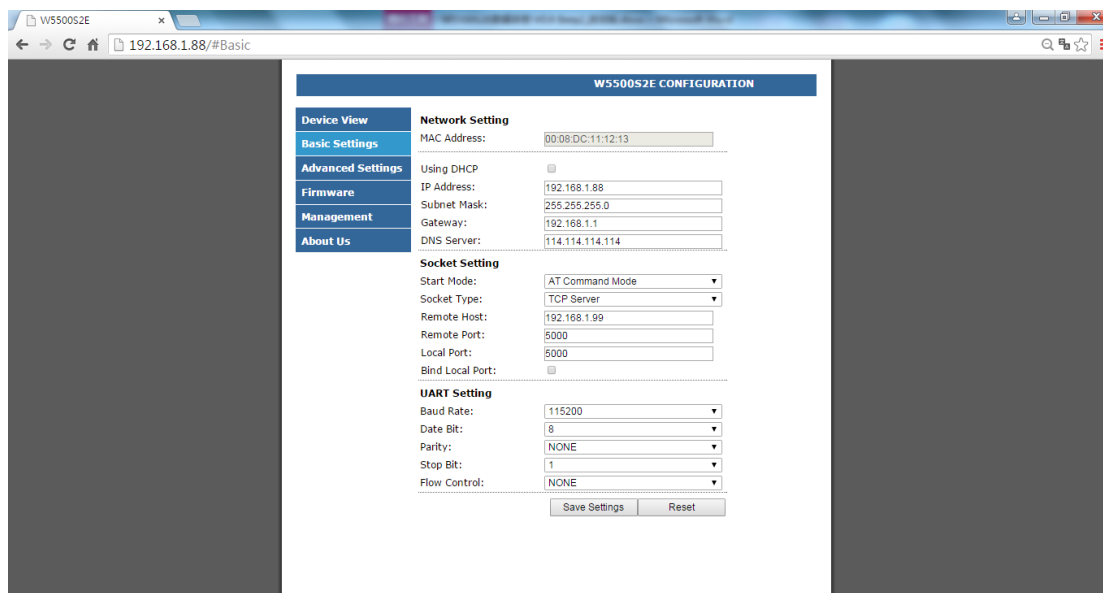 W5500S2E
192.168.1.88/#Basic
W5500S2E CONFIGURATION
Device View
Basic Settings
Advanced Settings
Firmware
Management
About Us
Network Setting
MAC Address: 00:08:DC:11:12:13
Using DHCP
IP Address: 192.168.1.88
Subnet Mask: 255.255.255.0
Gateway: 192.168.1.1
DNS Server: 114.114.114.114
Socket Setting
Start Mode: AT Command Mode
Socket Type: TCP Server
Remote Host: 192.168.1.99
Remote Port: 5000
Local Port: 5000
Bind Local Port:
UART Setting
Baud Rate: 115200
Date Bit: 8
Parity: NONE
Stop Bit: 1
Flow Control: NONE
Save Settings Reset